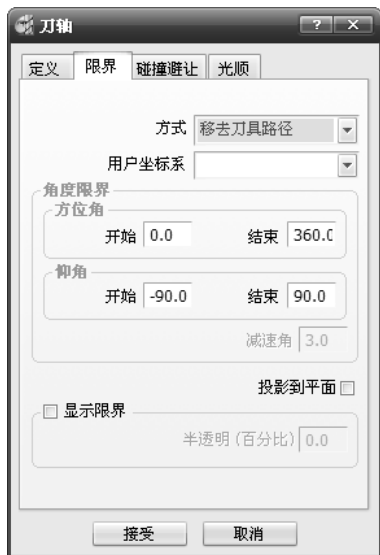 刀轴
定义 限界 碰撞避让 光顺
方式 移去刀具路径
用户坐标系
角度限界
方位角
开始 0.0 结束 360.0
仰角
开始 -90.0 结束 90.0
减速角 3.0
投影到平面
显示限界
半透明 (百分比) 0.0
接受 取消